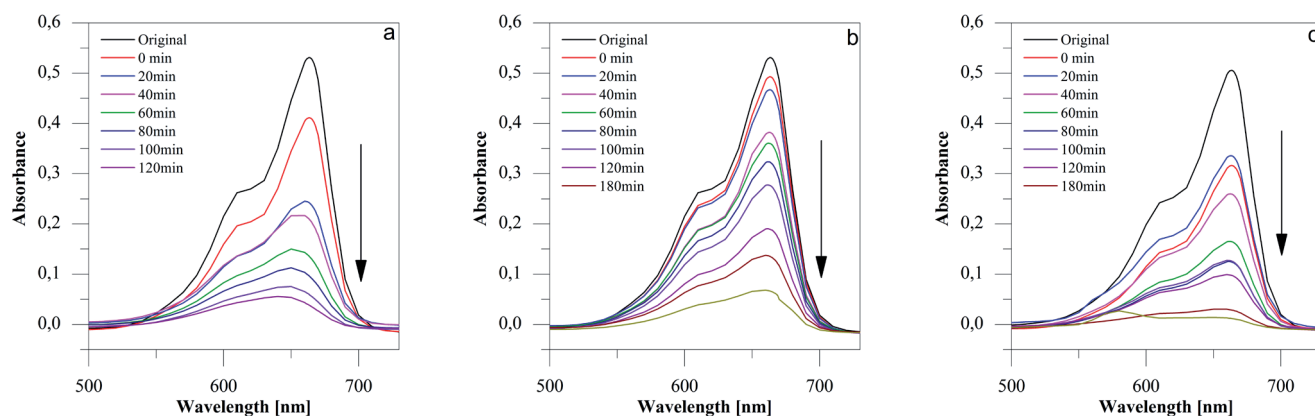 a
0,6
0,5
0,4
0,3
0,2
0,1
0,0
Absorbance
Original
0 min
20min
40min
60min
80min
100min
120min
500
600
700
Wavelength [nm]
b
0,6
0,5
0,4
0,3
0,2
0,1
0,0
Absorbance
Original
0 min
20min
40min
60min
80min
100min
120min
180min
500
600
700
Wavelength [nm]
0,6
0,5
0,4
0,3
0,2
0,1
0,0
Absorbance
Original
0 min
20min
40min
60min
80min
100min
120min
180min
500
600
700
Wavelength [nm]